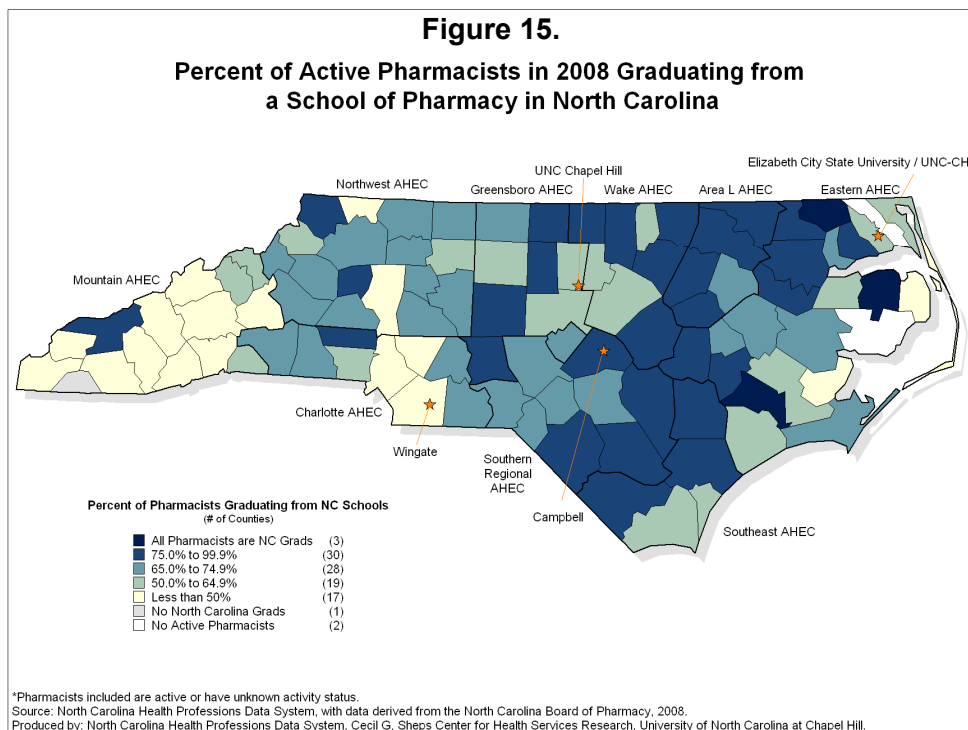 Figure 15.
Percent of Active Pharmacists in 2008 Graduating from
a School of Pharmacy in North Carolina
Elizabeth City State University / UNC-CH
UNC Chapel Hill
Northwest AHEC
Greensboro AHEC
Wake AHEC
Area L AHEC
Eastern AHEC
Mountain AHEC
Charlotte AHEC
Wingate
Southern
Regional
AHEC
Campbell
Southeast AHEC
Percent of Pharmacists Graduating from NC Schools
(# of Counties)
All Pharmacists are NC Grads (3)
75.0% to 99.9% (30)
65.0% to 74.9% (28)
50.0% to 64.9% (19)
Less than 50% (17)
No North Carolina Grads (1)
No Active Pharmacists (2)
*Pharmacists included are active or have unknown activity status.
Source: North Carolina Health Professions Data System, with data derived from the North Carolina Board of Pharmacy, 2008.
Produced by: North Carolina Health Professions Data System, Cecil G. Sheps Center for Health Services Research, University of North Carolina at Chapel Hill.